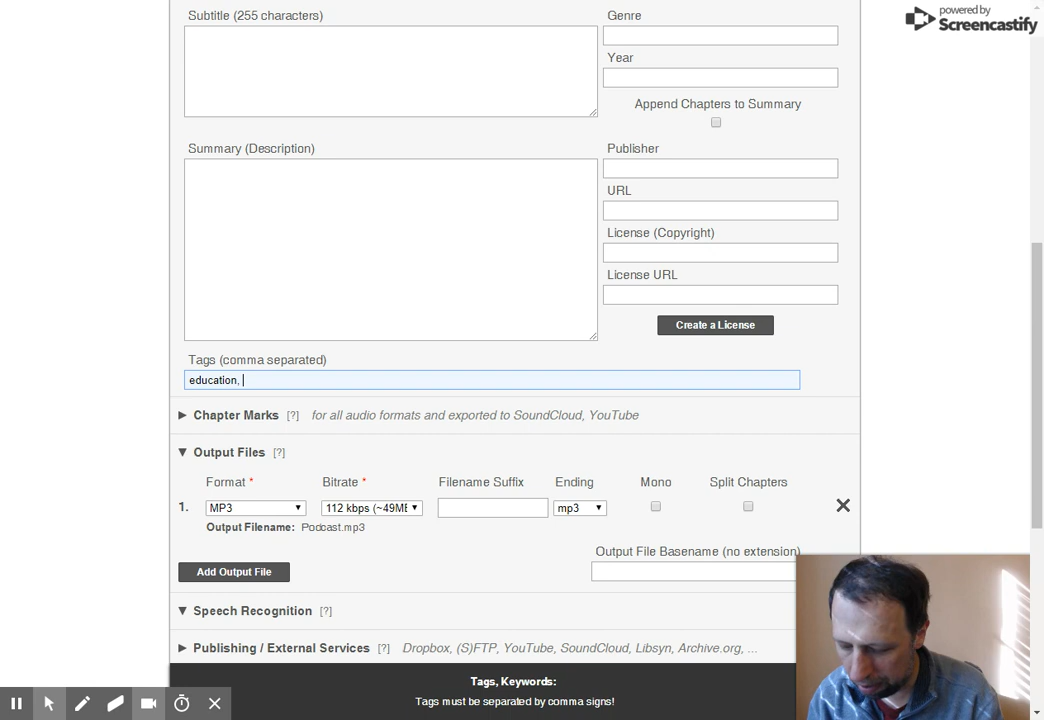 powered by
Screencastify
Subtitle (255 characters)
Genre
Year
Append Chapters to Summary
Summary (Description)
Publisher
URL
License (Copyright)
License URL
Create a License
Tags (comma separated)
education,
Chapter Marks [?] for all audio formats and exported to SoundCloud, YouTube
Output Files [?]
Format * Bitrate * Filename Suffix Ending Mono Split Chapters
1. MP3 112 kbps (~49ME mp3
Output Filename: Podcast.mp3
Output File Basename (no extension)
Add Output File
Speech Recognition [?]
Publishing / External Services [?] Dropbox, (S)FTP, YouTube, SoundCloud, Libsyn, Archive.org, ...
Tags, Keywords:
Tags must be separated by comma signs!